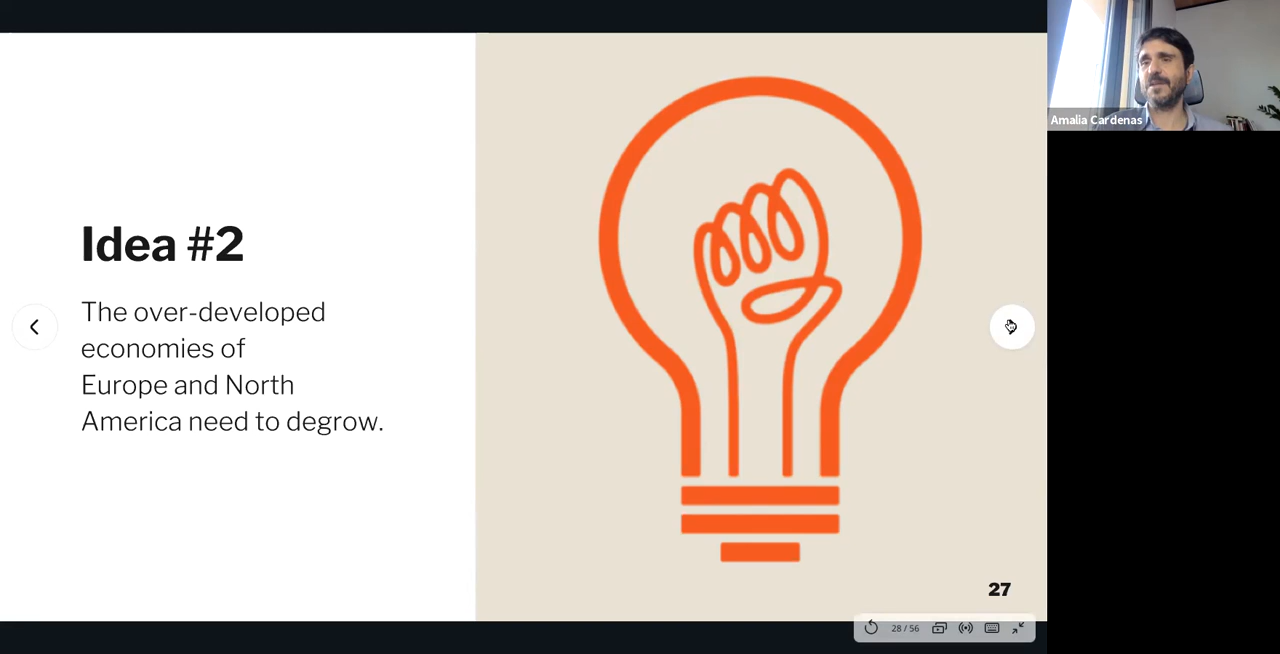 Idea #2
The over-developed
economies of
Europe and North
America need to degrow.
27
28 / 56
Amalia Cardenas